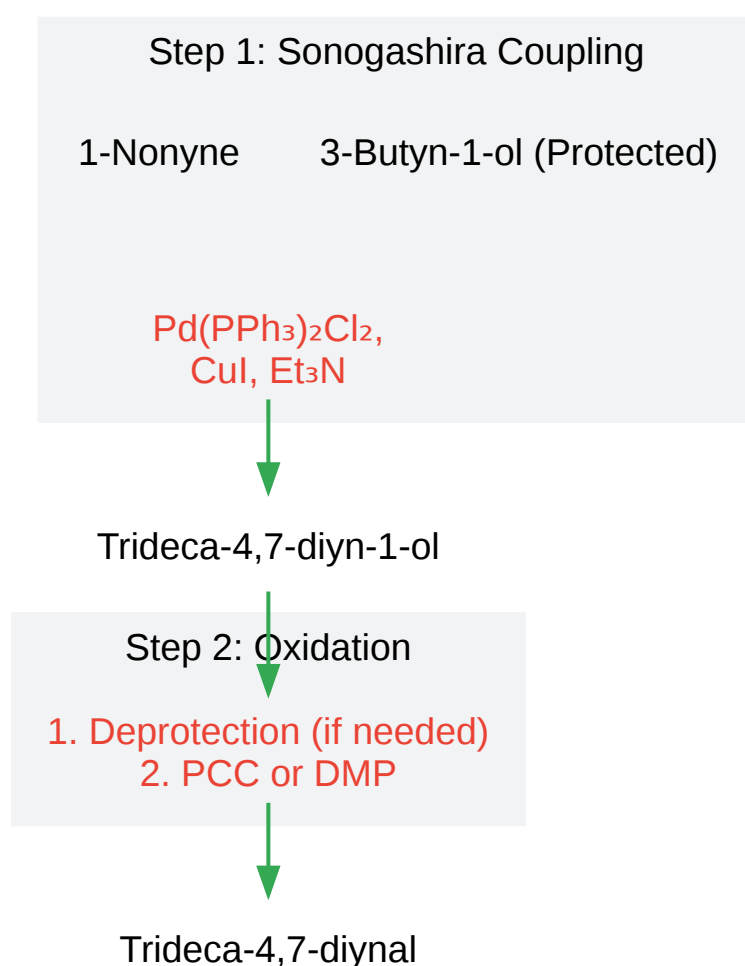 Step 1: Sonogashira Coupling
1-Nonyne
3-Butyn-1-ol (Protected)
Pd(PPh₃)₂Cl₂,
CuI, Et₃N
Trideca-4,7-diyn-1-ol
Step 2: Oxidation
1. Deprotection (if needed)
2. PCC or DMP
Trideca-4,7-diynal